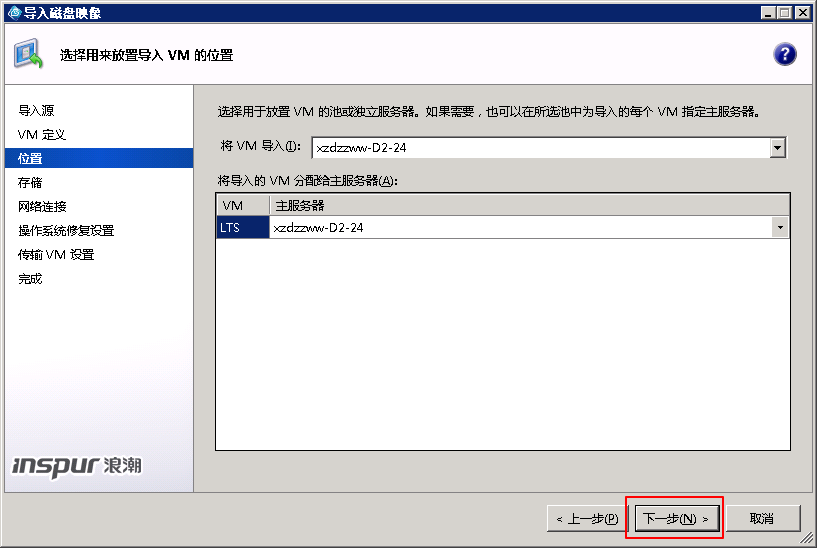 导入磁盘映像
选择用来放置导入 VM 的位置
?
导入源
VM 定义
位置
存储
网络连接
操作系统修复设置
传输 VM 设置
完成
inspur 浪潮
选择用于放置 VM 的池或独立服务器。如果需要，也可以在所选池中为导入的每个 VM 指定主服务器。
将 VM 导入(I): xzdzzww-D2-24
将导入的 VM 分配给主服务器(A):
VM 主服务器
LTS xzdzzww-D2-24
< 上一步(P) 下一步(N) > 取消